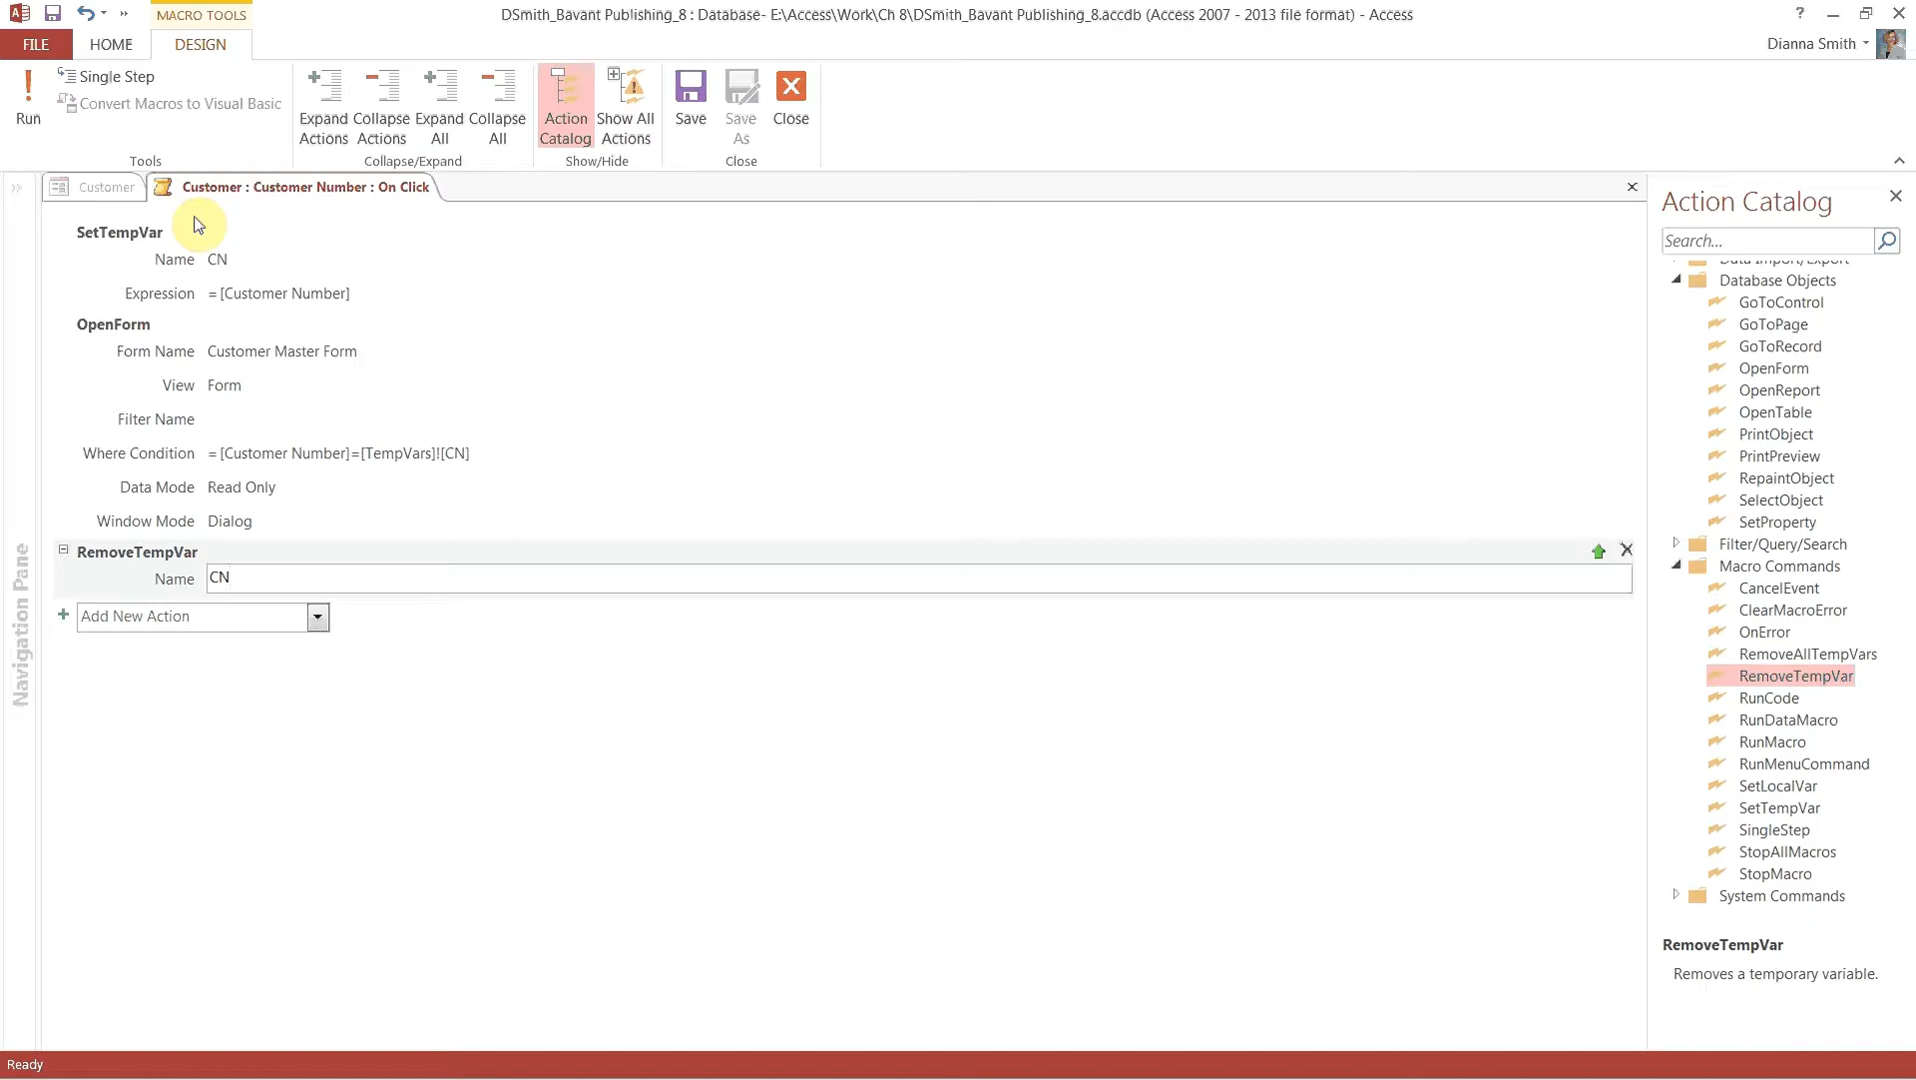 MACRO TOOLS
DSmith_Bavant Publishing_8 : Database- E:\Access\Work\Ch 8\DSmith_Bavant Publishing_8.accdb (Access 2007 - 2013 file format) - Access
FILE
HOME
DESIGN
Dianna Smith
Run
Single Step
Convert Macros to Visual Basic
Tools
Expand Actions
Collapse Actions
Expand All
Collapse All
Collapse/Expand
Action Catalog
Show All Actions
Show/Hide
Save
Save As
Close
Close
Customer
Customer : Customer Number : On Click
Navigation Pane
SetTempVar
Name CN
Expression = [Customer Number]
OpenForm
Form Name Customer Master Form
View Form
Filter Name
Where Condition = [Customer Number]=[TempVars]![CN]
Data Mode Read Only
Window Mode Dialog
RemoveTempVar
Name CN
Add New Action
Action Catalog
Search...
Data Import/Export
Database Objects
GoToControl
GoToPage
GoToRecord
OpenForm
OpenReport
OpenTable
PrintObject
PrintPreview
RepaintObject
SelectObject
SetProperty
Filter/Query/Search
Macro Commands
CancelEvent
ClearMacroError
OnError
RemoveAllTempVars
RemoveTempVar
RunCode
RunDataMacro
RunMacro
RunMenuCommand
SetLocalVar
SetTempVar
SingleStep
StopAllMacros
StopMacro
System Commands
RemoveTempVar
Removes a temporary variable.
Ready